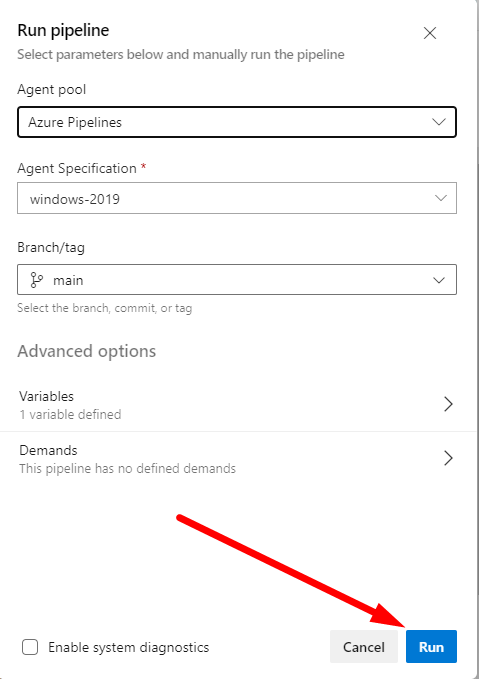 Run pipeline
Select parameters below and manually run the pipeline
Agent pool
Azure Pipelines
Agent Specification *
windows-2019
Branch/tag
main
Select the branch, commit, or tag
Advanced options
Variables
1 variable defined
Demands
This pipeline has no defined demands
Enable system diagnostics
Cancel
Run